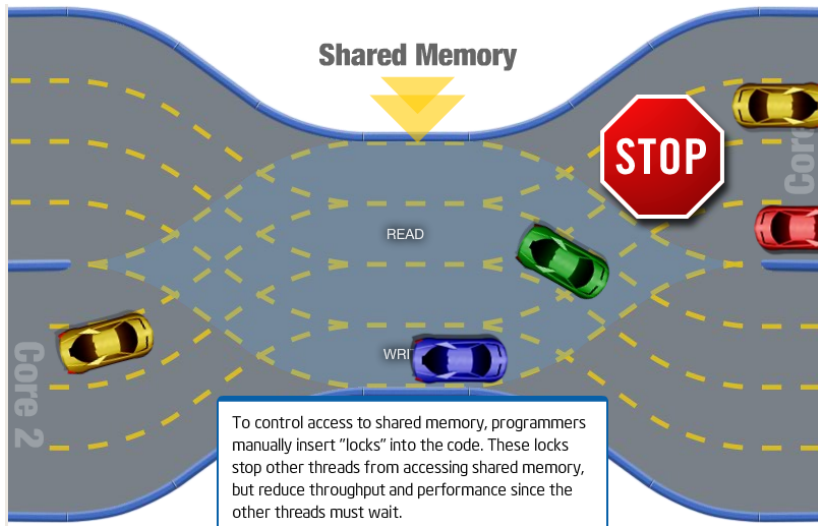 Shared Memory
STOP
Core
READ
WRIT
Core 2
To control access to shared memory, programmers
manually insert "locks" into the code. These locks
stop other threads from accessing shared memory,
but reduce throughput and performance since the
other threads must wait.